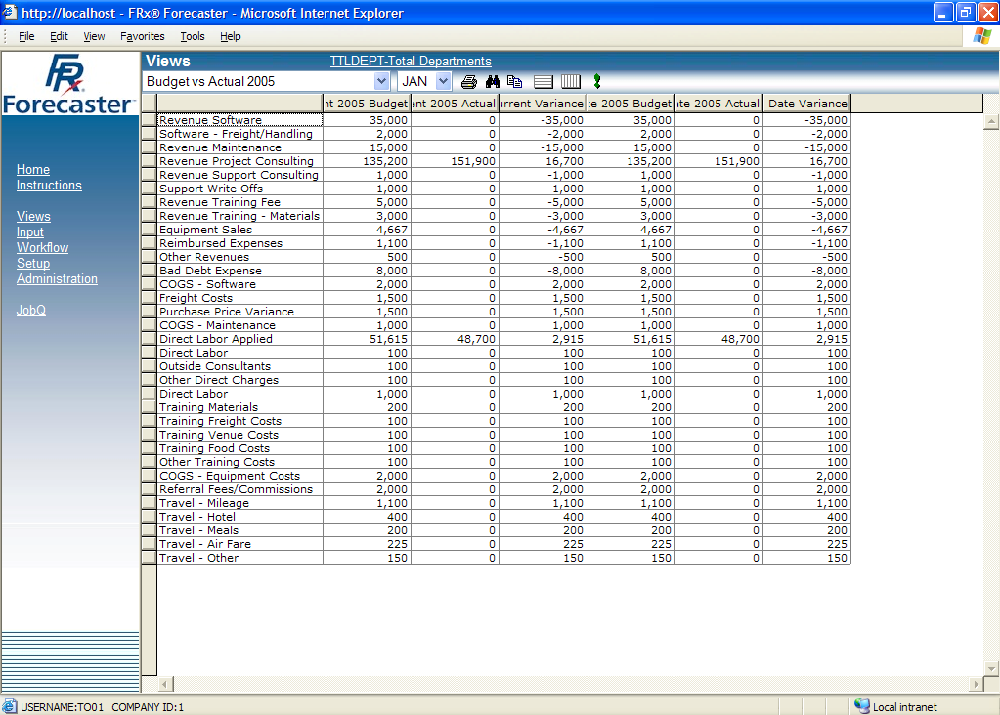 http://localhost - FRx® Forecaster - Microsoft Internet Explorer
File Edit View Favorites Tools Help
FRx Forecaster
Home
Instructions
Views
Input
Workflow
Setup
Administration
JobQ
Views TTLDEPT-Total Departments
Budget vs Actual 2005 JAN
nt 2005 Budget ent 2005 Actual urrent Variance te 2005 Budget ate 2005 Actual Date Variance
Revenue Software 35,000 0 -35,000 35,000 0 -35,000
Software - Freight/Handling 2,000 0 -2,000 2,000 0 -2,000
Revenue Maintenance 15,000 0 -15,000 15,000 0 -15,000
Revenue Project Consulting 135,200 151,900 16,700 135,200 151,900 16,700
Revenue Support Consulting 1,000 0 -1,000 1,000 0 -1,000
Support Write Offs 1,000 0 -1,000 1,000 0 -1,000
Revenue Training Fee 5,000 0 -5,000 5,000 0 -5,000
Revenue Training - Materials 3,000 0 -3,000 3,000 0 -3,000
Equipment Sales 4,667 0 -4,667 4,667 0 -4,667
Reimbursed Expenses 1,100 0 -1,100 1,100 0 -1,100
Other Revenues 500 0 -500 500 0 -500
Bad Debt Expense 8,000 0 -8,000 8,000 0 -8,000
COGS - Software 2,000 0 2,000 2,000 0 2,000
Freight Costs 1,500 0 1,500 1,500 0 1,500
Purchase Price Variance 1,500 0 1,500 1,500 0 1,500
COGS - Maintenance 1,000 0 1,000 1,000 0 1,000
Direct Labor Applied 51,615 48,700 2,915 51,615 48,700 2,915
Direct Labor 100 0 100 100 0 100
Outside Consultants 100 0 100 100 0 100
Other Direct Charges 100 0 100 100 0 100
Direct Labor 1,000 0 1,000 1,000 0 1,000
Training Materials 200 0 200 200 0 200
Training Freight Costs 100 0 100 100 0 100
Training Venue Costs 100 0 100 100 0 100
Training Food Costs 100 0 100 100 0 100
Other Training Costs 100 0 100 100 0 100
COGS - Equipment Costs 2,000 0 2,000 2,000 0 2,000
Referral Fees/Commissions 2,000 0 2,000 2,000 0 2,000
Travel - Mileage 1,100 0 1,100 1,100 0 1,100
Travel - Hotel 400 0 400 400 0 400
Travel - Meals 200 0 200 200 0 200
Travel - Air Fare 225 0 225 225 0 225
Travel - Other 150 0 150 150 0 150
USERNAME:TO01 COMPANY ID:1 Local intranet